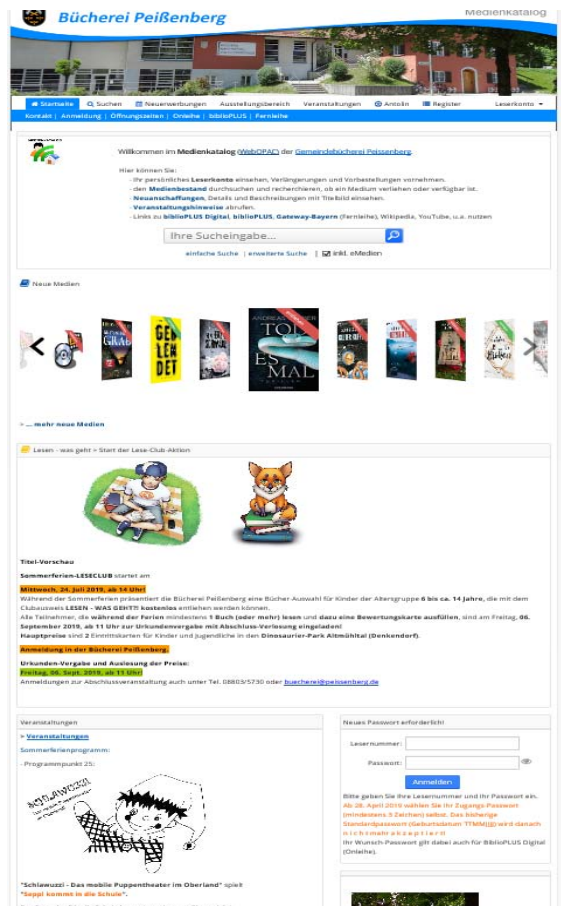 Bücherei Peißenberg
Medienkatalog
Startseite Suchen Neuerwerbungen Ausstellungsbereich Veranstaltungen Antolin Register Leserkonto
Kontakt | Anmeldung | Öffnungszeiten | Onleihe | biblioPLUS | Fernleihe
Willkommen im Medienkatalog (WebOPAC) der Gemeindebücherei Peissenberg.
Hier können Sie:
- Ihr persönliches Leserkonto einsehen, Verlängerungen und Vorbestellungen vornehmen.
- den Medienbestand durchsuchen und recherchieren, ob ein Medium verliehen oder verfügbar ist.
- Neuanschaffungen, Details und Beschreibungen mit Titelbild einsehen.
- Veranstaltungshinweise abrufen.
- Links zu biblioPLUS Digital, biblioPLUS, Gateway-Bayern (Fernleihe), Wikipedia, YouTube, u.a. nutzen
Ihre Sucheingabe...
einfache Suche | erweiterte Suche | inkl. eMedien
Neue Medien
GRAB
GEB
LEN
DET
ANDREAS
TOD
ES
MAL
» ... mehr neue Medien
Lesen - was geht = Start der Lese-Club-Aktion
Titel-Vorschau
Sommerferien-LESECLUB startet am
Mittwoch, 24. Juli 2019, ab 14 Uhr!
Während der Sommerferien präsentiert die Bücherei Peißenberg eine Bücher-Auswahl für Kinder der Altersgruppe 6 bis ca. 14 Jahre, die mit dem
Clubausweis LESEN - WAS GEHT?! kostenlos entliehen werden können.
Alle Teilnehmer, die während der Ferien mindestens 1 Buch (oder mehr) lesen und dazu eine Bewertungskarte ausfüllen, sind am Freitag, 06.
September 2019, ab 11 Uhr zur Urkundenvergabe mit Abschluss-Verlosung eingeladen!
Hauptpreise sind 2 Eintrittskarten für Kinder und Jugendliche in den Dinosaurier-Park Altmühltal (Denkendorf).
Anmeldung in der Bücherei Peißenberg.
Urkunden-Vergabe und Auslosung der Preise:
Freitag, 06. Sept. 2019, ab 11 Uhr!
Anmeldungen zur Abschlussveranstaltung auch unter Tel. 08803/5730 oder buecherei@peissenberg.de
Veranstaltungen
» Veranstaltungen
Sommerferienprogramm:
- Programmpunkt 25:
SCHLAWUZZI
"Schlawuzzi - Das mobile Puppentheater im Oberland" spielt
"Seppl kommt in die Schule".
Neues Passwort erforderlich!
Lesernummer:
Passwort:
Anmelden
Bitte geben Sie Ihre Lesernummer und Ihr Passwort ein.
Ab 28. April 2019 wählen Sie Ihr Zugangs-Passwort
(mindestens 5 Zeichen) selbst. Das bisherige
Standardpasswort (Geburtsdatum TTMMJJJJ) wird danach
n i c h t m e h r a k z e p t i e r t!
Ihr Wunsch-Passwort gilt dabei auch für BiblioPLUS Digital
(Onleihe).